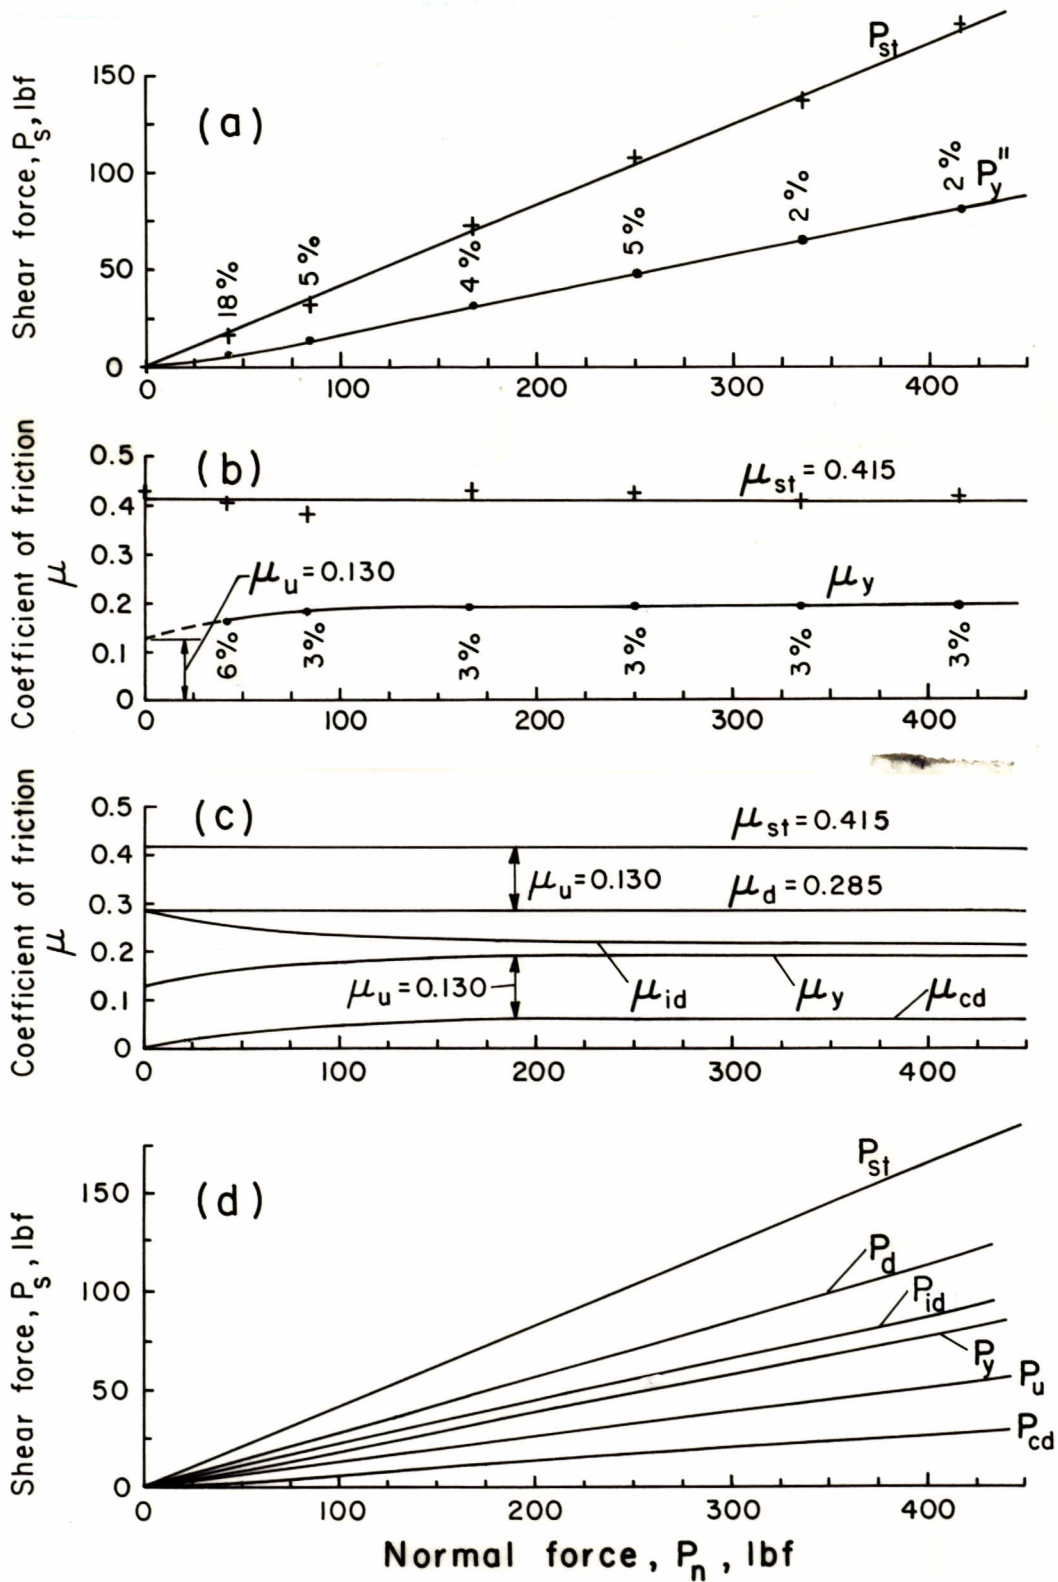 Shear force, Pₛ, lbf
150
100
50
0
(a)
P_st
P_y"
18%
5%
4%
5%
2%
2%
0 100 200 300 400
Coefficient of friction
μ
0.5
0.4
0.3
0.2
0.1
0
(b)
μ_st = 0.415
μ_u = 0.130
μ_y
6%
3%
3%
3%
3%
3%
0 100 200 300 400
Coefficient of friction
μ
0.5
0.4
0.3
0.2
0.1
0
(c)
μ_st = 0.415
μ_u = 0.130
μ_d = 0.285
μ_u = 0.130
μ_id
μ_y
μ_cd
0 100 200 300 400
Shear force, Pₛ, lbf
150
100
50
0
(d)
P_st
P_d
P_id
P_y
P_u
P_cd
0 100 200 300 400
Normal force, Pₙ, lbf